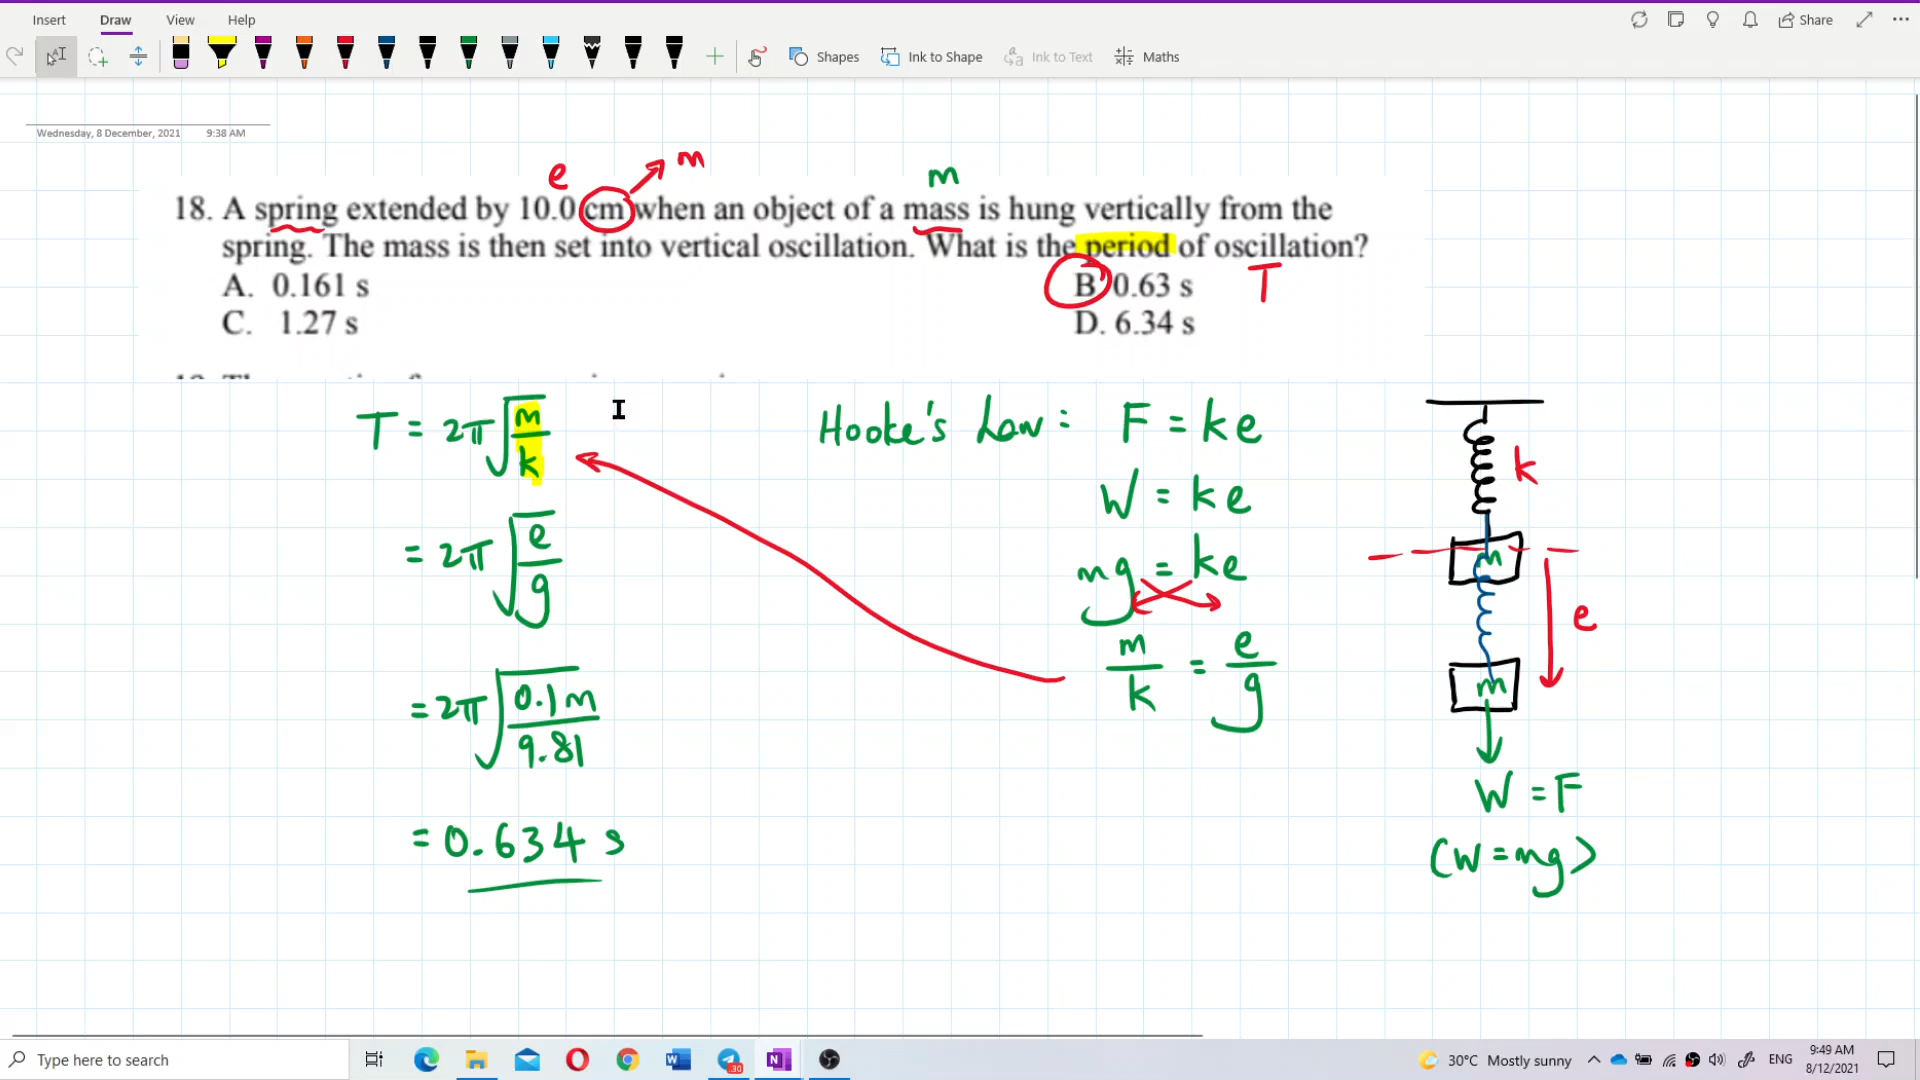 Insert Draw View Help
Share
Shapes Ink to Shape Ink to Text Maths
Wednesday, 8 December, 2021 9:38 AM
e m m
18. A spring extended by 10.0 cm when an object of a mass is hung vertically from the
spring. The mass is then set into vertical oscillation. What is the period of oscillation?
A. 0.161 s B. 0.63 s T
C. 1.27 s D. 6.34 s
T = 2π√(m/k)
= 2π√(e/g)
= 2π√(0.1m/9.81)
= 0.634 s
Hooke's Law : F = ke
W = ke
mg = ke
m/k = e/g
k
m
e
m
W = F
(W = mg)
Type here to search
30
30°C Mostly sunny ENG 9:49 AM
8/12/2021